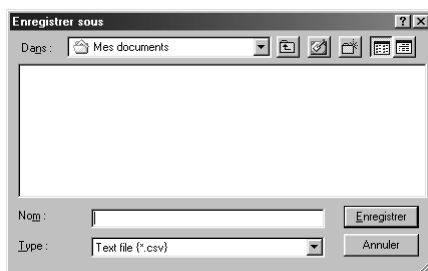 Enregistrer sous
Dans : Mes documents
Nom : Enregistrer
Type : Text file {*.csv} Annuler